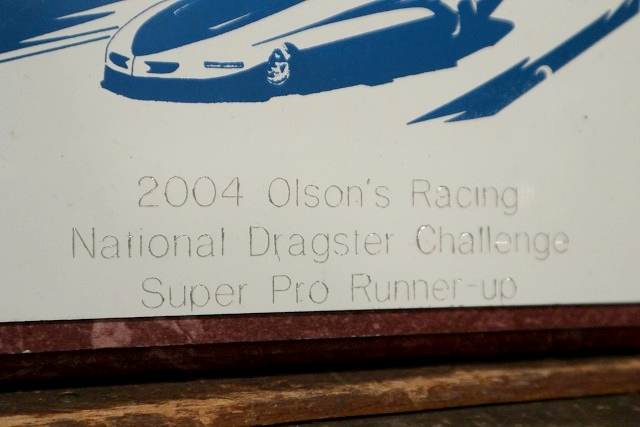 2004 Olson's Racing
National Dragster Challenge
Super Pro Runner-up